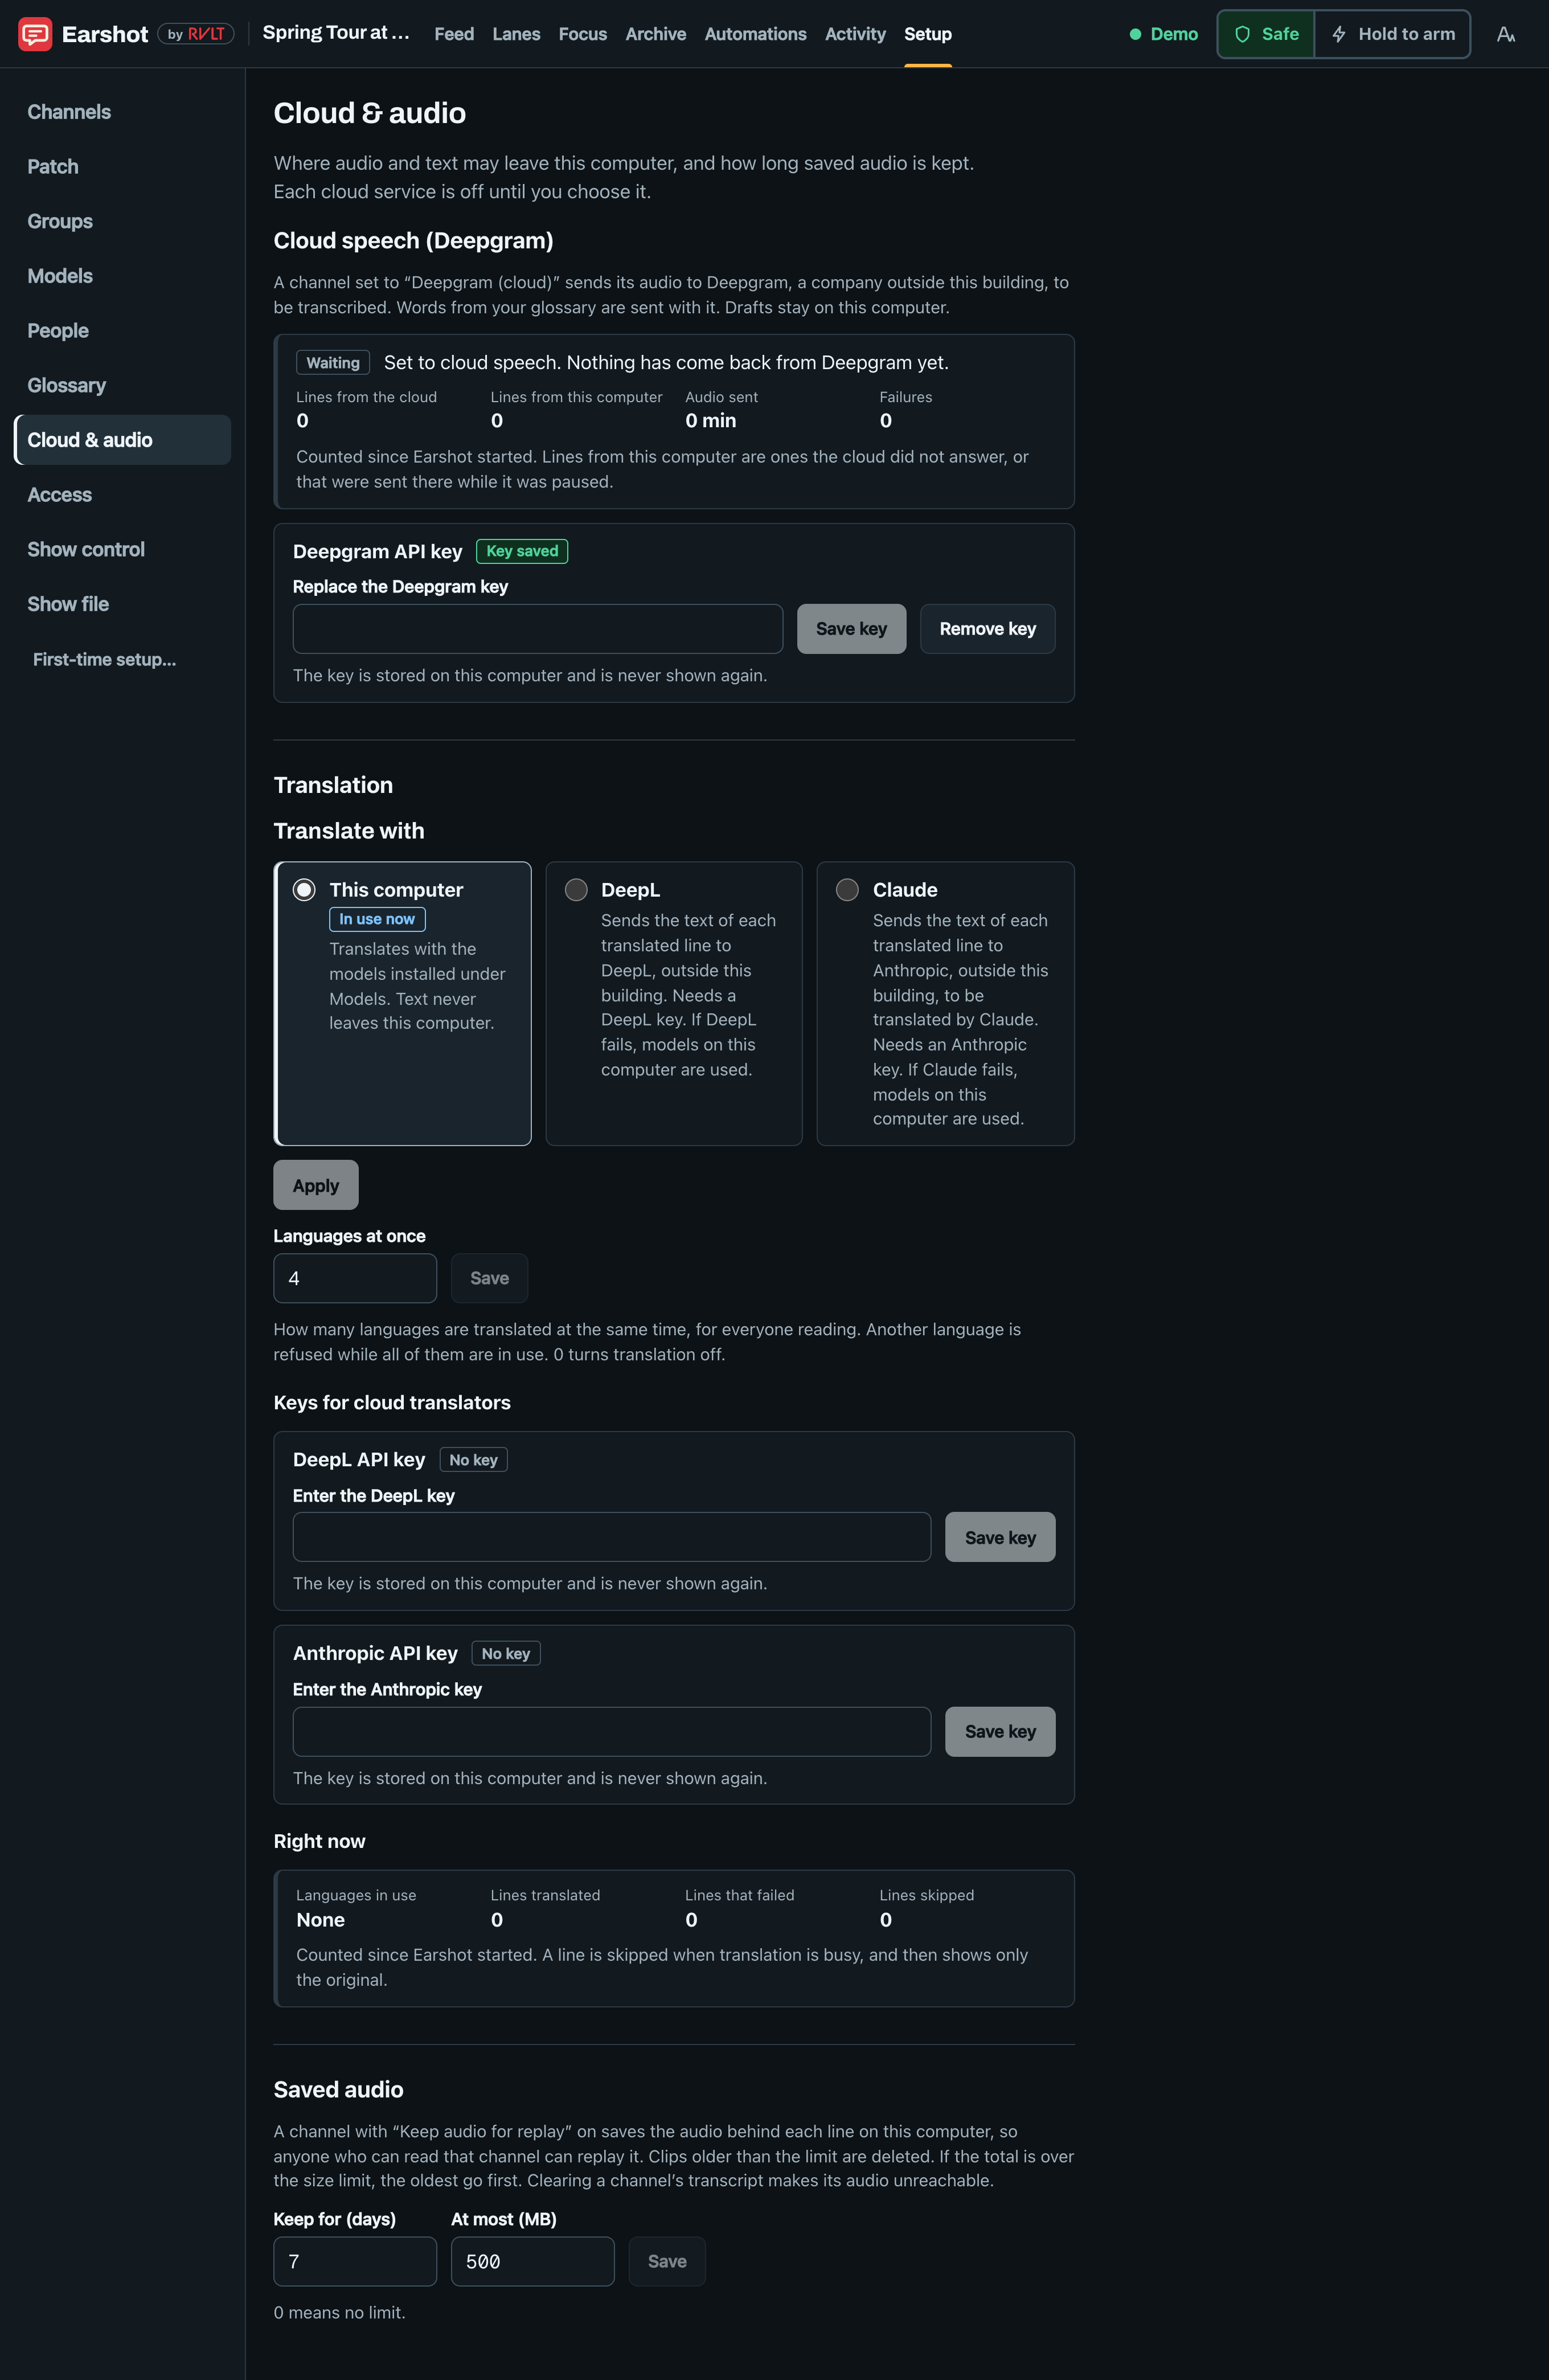 Earshot by RVLT Spring Tour at ... Feed Lanes Focus Archive Automations Activity Setup Demo Safe Hold to arm
Channels
Patch
Groups
Models
People
Glossary
Cloud & audio
Access
Show control
Show file
First-time setup...
Cloud & audio
Where audio and text may leave this computer, and how long saved audio is kept.
Each cloud service is off until you choose it.
Cloud speech (Deepgram)
A channel set to “Deepgram (cloud)” sends its audio to Deepgram, a company outside this building, to
be transcribed. Words from your glossary are sent with it. Drafts stay on this computer.
Waiting Set to cloud speech. Nothing has come back from Deepgram yet.
Lines from the cloud Lines from this computer Audio sent Failures
0 0 0 min 0
Counted since Earshot started. Lines from this computer are ones the cloud did not answer, or
that were sent there while it was paused.
Deepgram API key Key saved
Replace the Deepgram key
Save key Remove key
The key is stored on this computer and is never shown again.
Translation
Translate with
This computer
In use now
Translates with the
models installed under
Models. Text never
leaves this computer.
DeepL
Sends the text of each
translated line to
DeepL, outside this
building. Needs a
DeepL key. If DeepL
fails, models on this
computer are used.
Claude
Sends the text of each
translated line to
Anthropic, outside this
building, to be
translated by Claude.
Needs an Anthropic
key. If Claude fails,
models on this
computer are used.
Apply
Languages at once
4 Save
How many languages are translated at the same time, for everyone reading. Another language is
refused while all of them are in use. 0 turns translation off.
Keys for cloud translators
DeepL API key No key
Enter the DeepL key
Save key
The key is stored on this computer and is never shown again.
Anthropic API key No key
Enter the Anthropic key
Save key
The key is stored on this computer and is never shown again.
Right now
Languages in use Lines translated Lines that failed Lines skipped
None 0 0 0
Counted since Earshot started. A line is skipped when translation is busy, and then shows only
the original.
Saved audio
A channel with “Keep audio for replay” on saves the audio behind each line on this computer, so
anyone who can read that channel can replay it. Clips older than the limit are deleted. If the total is over
the size limit, the oldest go first. Clearing a channel’s transcript makes its audio unreachable.
Keep for (days) At most (MB)
7 500 Save
0 means no limit.